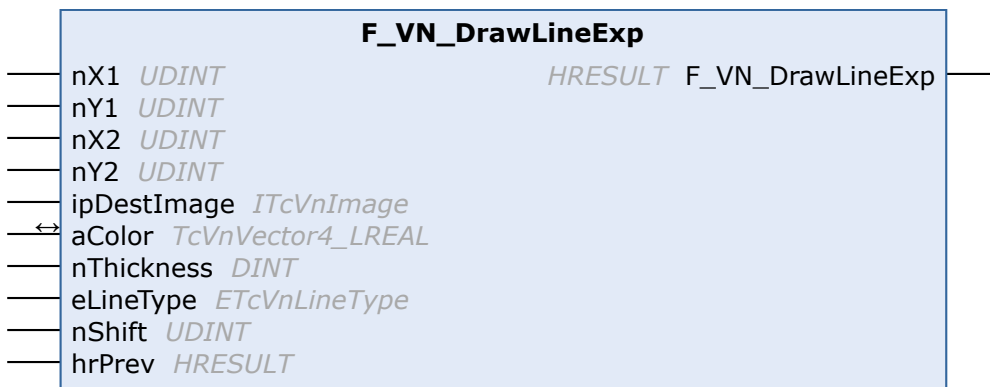 F_VN_DrawLineExp
nX1 UDINT HRESULT F_VN_DrawLineExp
nY1 UDINT
nX2 UDINT
nY2 UDINT
ipDestImage ITcVnImage
↔ aColor TcVnVector4_LREAL
nThickness DINT
eLineType ETcVnLineType
nShift UDINT
hrPrev HRESULT